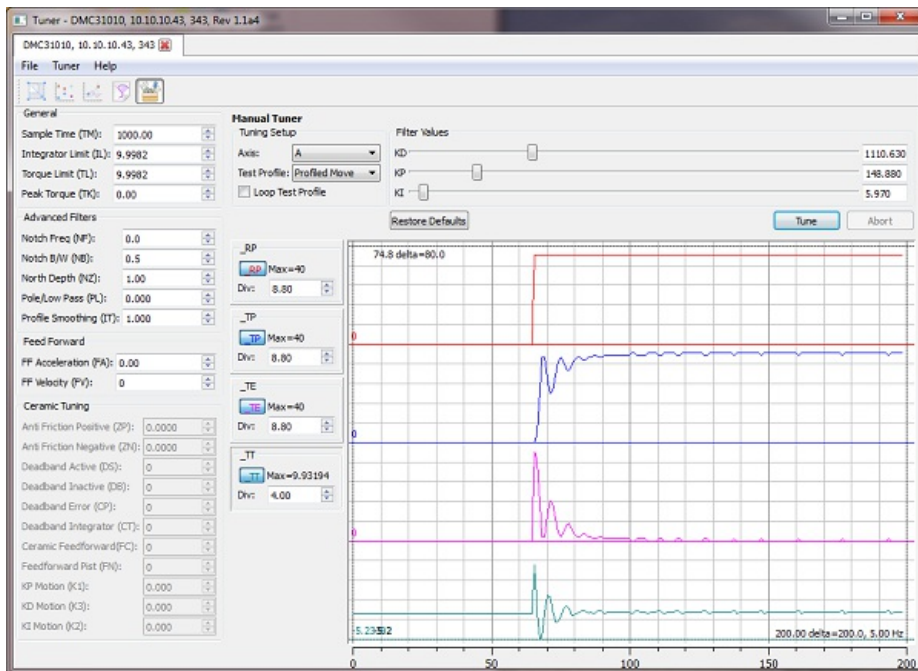 Tuner - DMC31010, 10.10.10.43, 343, Rev 1.1a4
DMC31010, 10.10.10.43, 343
File Tuner Help
General
Sample Time (TM): 1000.00
Integrator Limit (IL): 9.9982
Torque Limit (TL): 9.9982
Peak Torque (TK): 0.00
Advanced Filters
Notch Freq (NF): 0.0
Notch B/W (NB): 0.5
North Depth (NZ): 1.00
Pole/Low Pass (PL): 0.000
Profile Smoothing (IT): 1.000
Feed Forward
FF Acceleration (FA): 0.00
FF Velocity (FV): 0
Ceramic Tuning
Anti Friction Positive (ZP): 0.0000
Anti Friction Negative (ZN): 0.0000
Deadband Active (DS): 0
Deadband Inactive (DB): 0
Deadband Error (CP): 0
Deadband Integrator (CT): 0
Ceramic Feedforward(FC): 0
Feedforward Pist (FN): 0
KP Motion (K1): 0.000
KD Motion (K3): 0.000
KI Motion (K2): 0.000
Manual Tuner
Tuning Setup
Axis: A
Test Profile: Profiled Move
Loop Test Profile
Filter Values
KD 1110.630
KP 148.880
KI 5.970
Restore Defaults
Tune
Abort
_RP
_RP Max=40
Div: 8.80
_TP
_TP Max=40
Div: 8.80
_TE
_TE Max=40
Div: 8.80
_TT
_TT Max=9.93194
Div: 4.00
74.8 delta=80.0
0
0
0
200.00 delta=200.0, 5.00 Hz
0 50 100 150 200